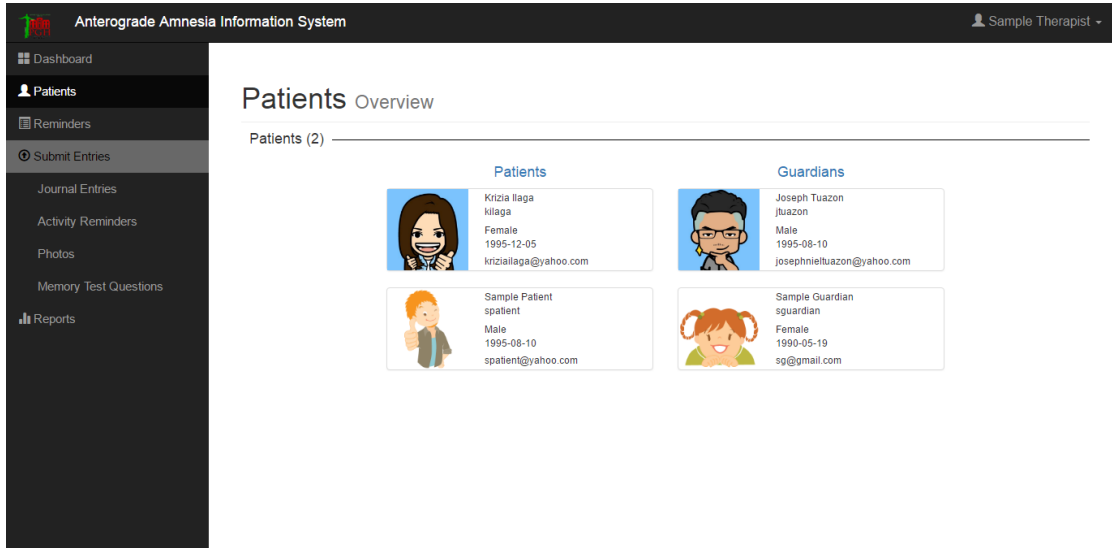 Anterograde Amnesia Information System
Sample Therapist
Dashboard
Patients
Reminders
Submit Entries
Journal Entries
Activity Reminders
Photos
Memory Test Questions
Reports
Patients Overview
Patients (2)
Patients
Krizia Ilaga
kilaga
Female
1995-12-05
kriziailaga@yahoo.com
Sample Patient
spatient
Male
1995-08-10
spatient@yahoo.com
Guardians
Joseph Tuazon
jtuazon
Male
1995-08-10
josephnieltuazon@yahoo.com
Sample Guardian
sguardian
Female
1990-05-19
sg@gmail.com